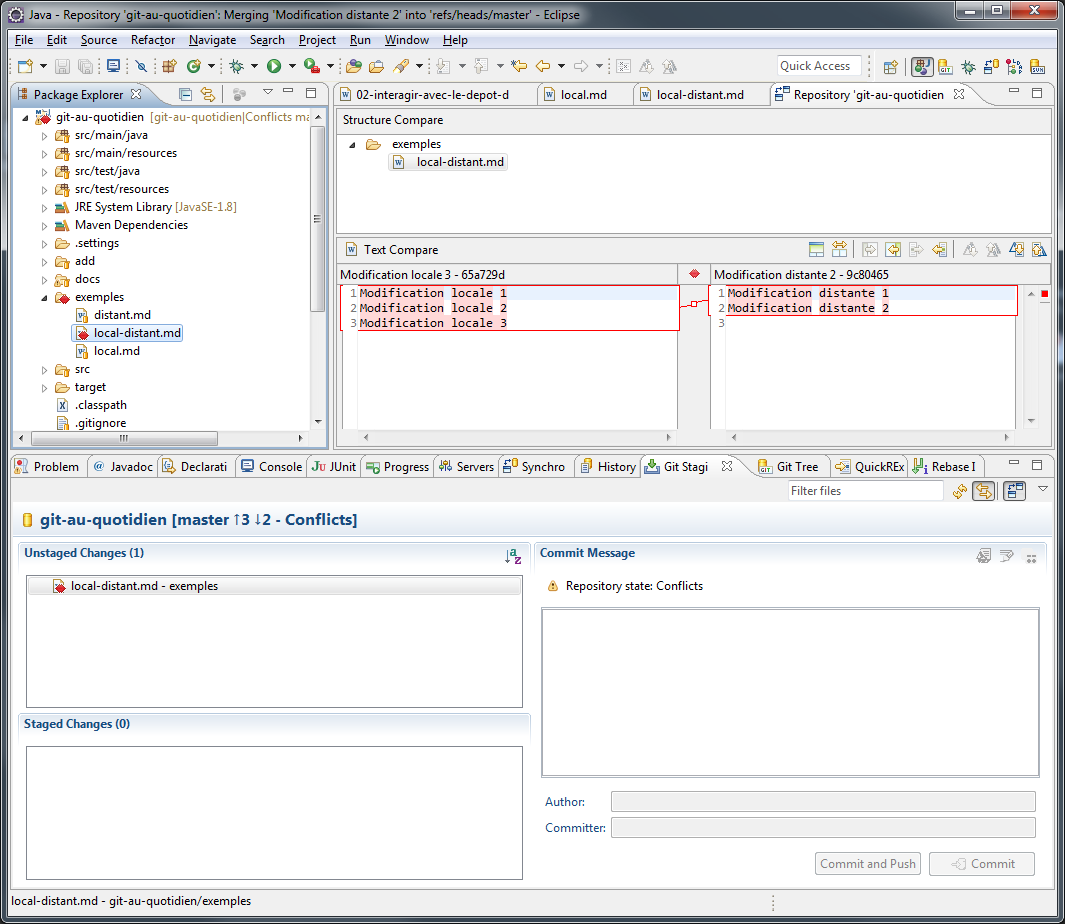 Java - Repository 'git-au-quotidien': Merging 'Modification distante 2' into 'refs/heads/master' - Eclipse
File Edit Source Refactor Navigate Search Project Run Window Help
Quick Access
Package Explorer
git-au-quotidien [git-au-quotidien|Conflicts ma
src/main/java
src/main/resources
src/test/java
src/test/resources
JRE System Library [JavaSE-1.8]
Maven Dependencies
.settings
add
docs
exemples
distant.md
local-distant.md
local.md
src
target
.classpath
.gitignore
02-interagir-avec-le-depot-d local.md local-distant.md Repository 'git-au-quotidien
Structure Compare
exemples
local-distant.md
Text Compare
Modification locale 3 - 65a729d
1 Modification locale 1
2 Modification locale 2
3 Modification locale 3
Modification distante 2 - 9c80465
1 Modification distante 1
2 Modification distante 2
3
Problem Javadoc Declarati Console JUnit Progress Servers Synchro History Git Stagi Git Tree QuickREx Rebase I
Filter files
git-au-quotidien [master ↑3 ↓2 - Conflicts]
Unstaged Changes (1)
local-distant.md - exemples
Staged Changes (0)
Commit Message
Repository state: Conflicts
Author:
Committer:
Commit and Push Commit
local-distant.md - git-au-quotidien/exemples